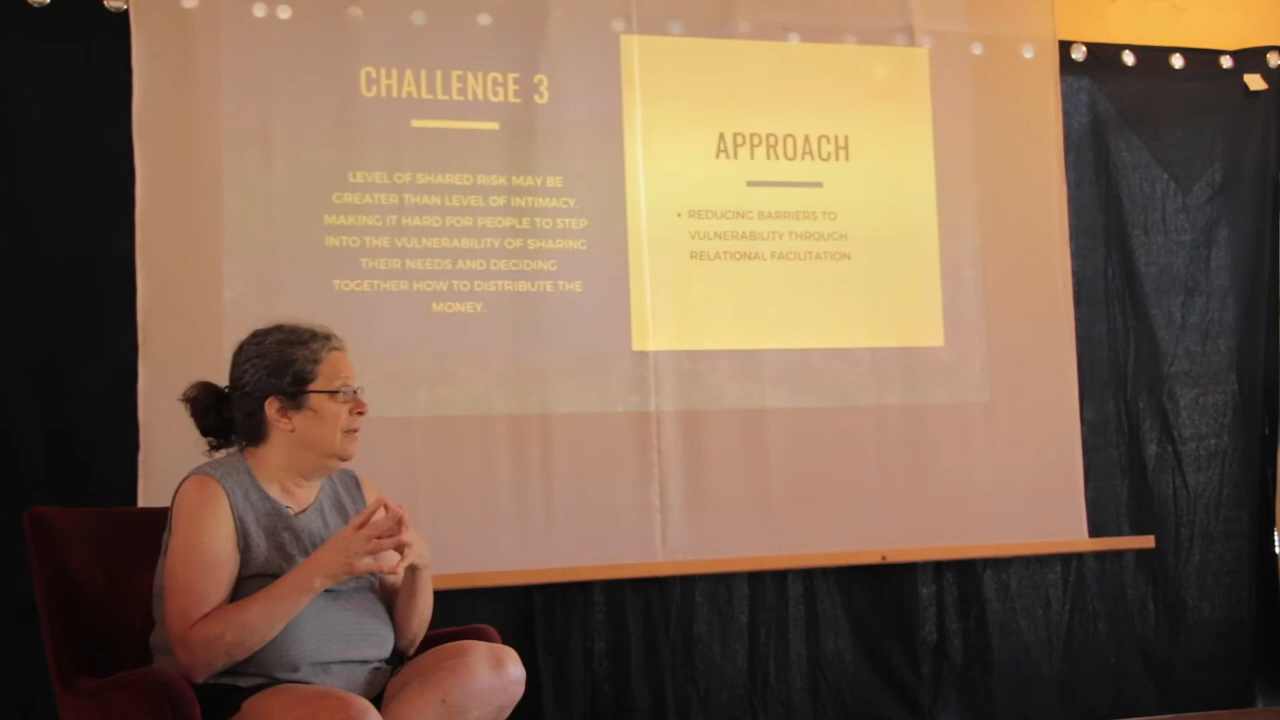 CHALLENGE 3
LEVEL OF SHARED RISK MAY BE
GREATER THAN LEVEL OF INTIMACY,
MAKING IT HARD FOR PEOPLE TO STEP
INTO THE VULNERABILITY OF SHARING
THEIR NEEDS AND DECIDING
TOGETHER HOW TO DISTRIBUTE THE
MONEY.
APPROACH
• REDUCING BARRIERS TO
VULNERABILITY THROUGH
RELATIONAL FACILITATION